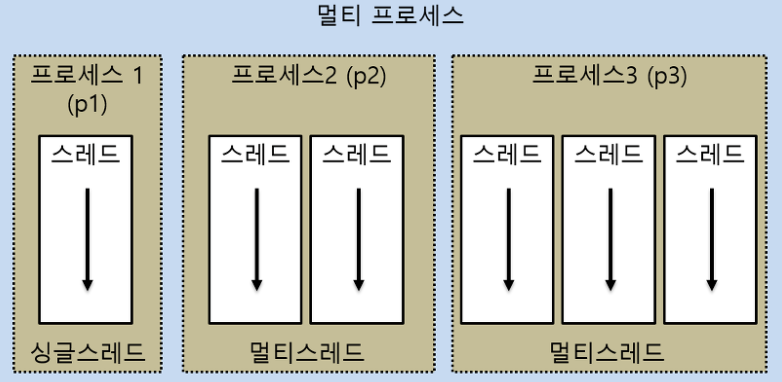 멀티 프로세스
프로세스 1
(p1)
스레드
싱글스레드
프로세스2 (p2)
스레드
스레드
멀티스레드
프로세스3 (p3)
스레드
스레드
스레드
멀티스레드